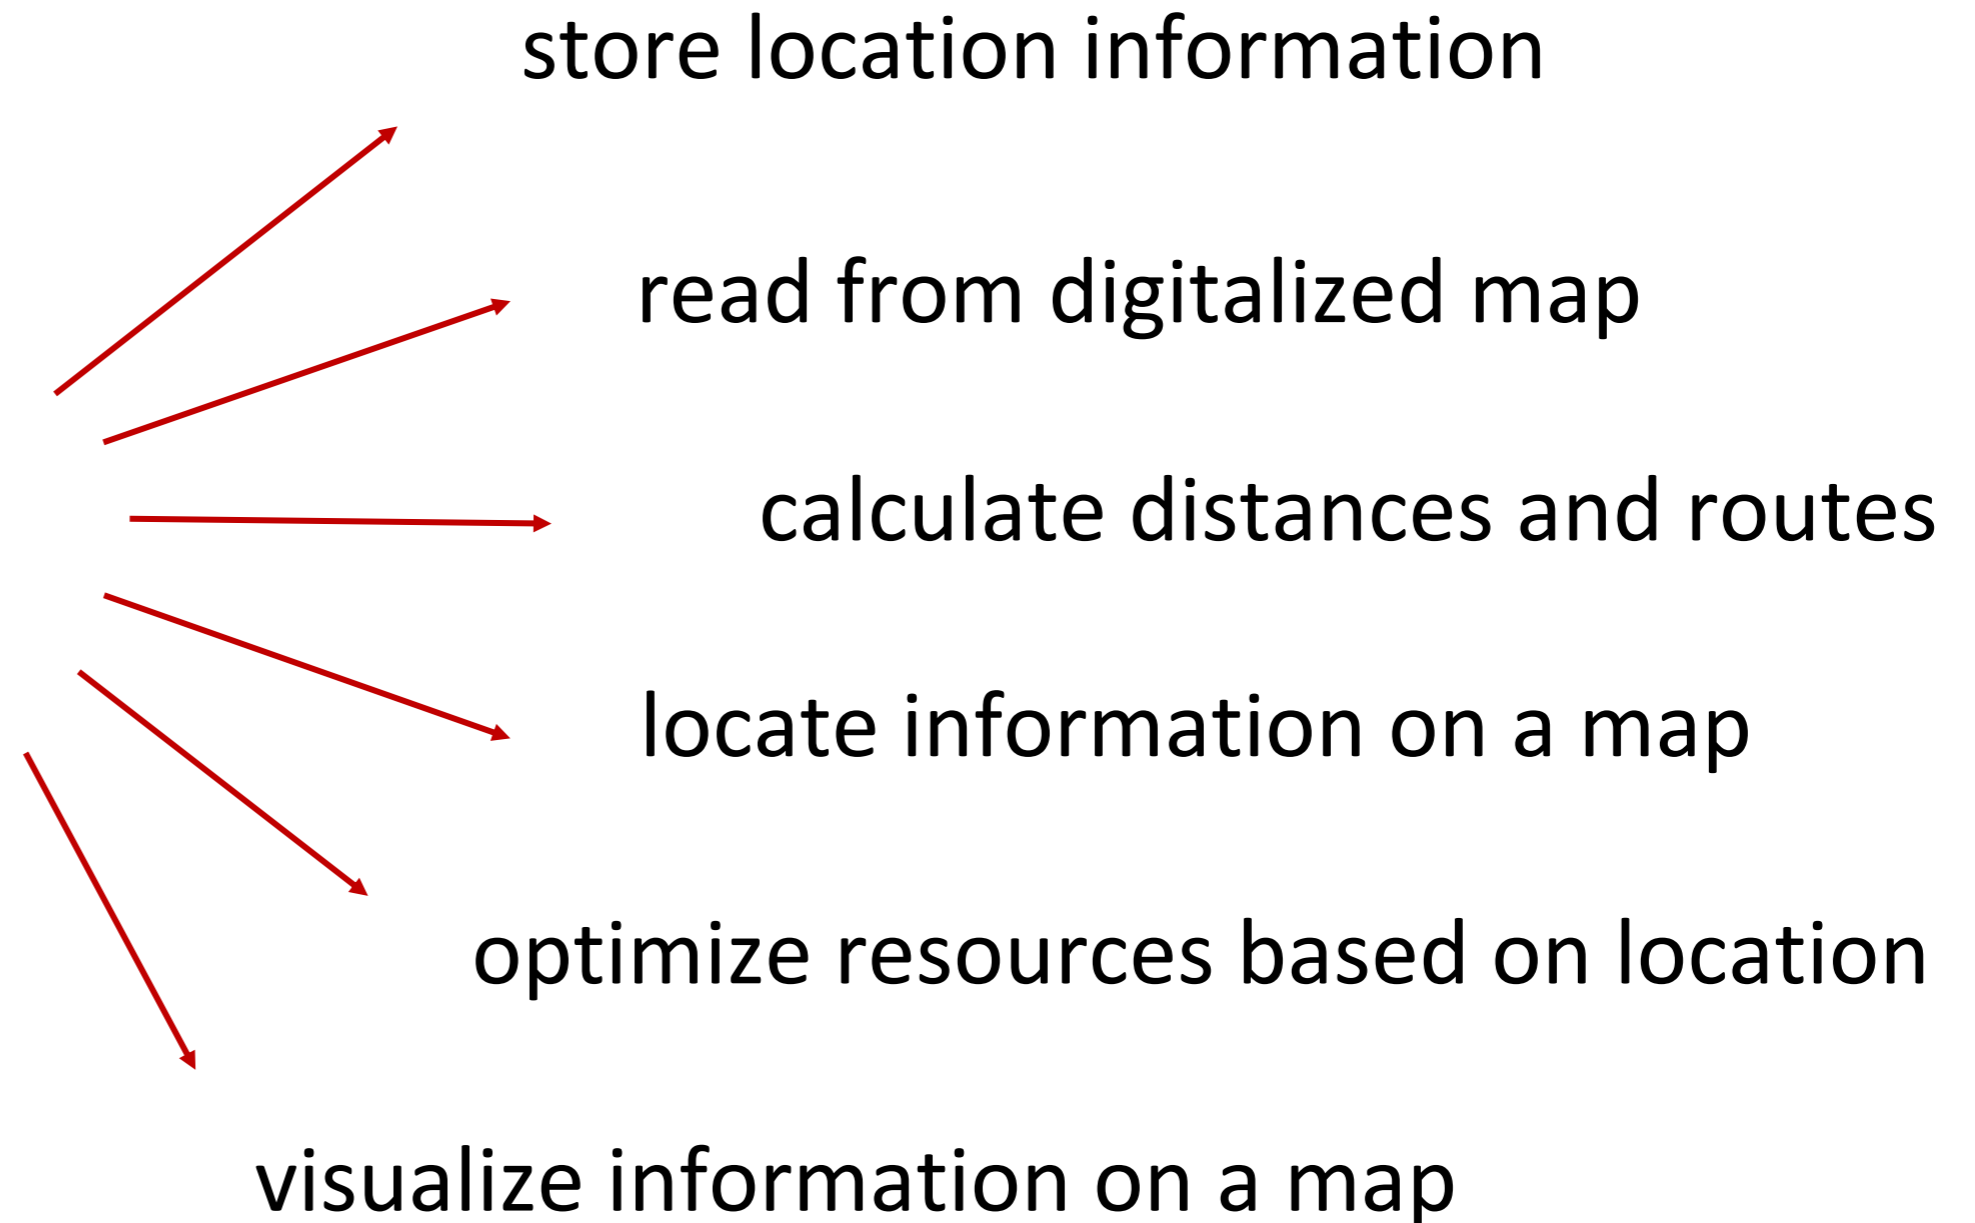 store location information
read from digitalized map
calculate distances and routes
locate information on a map
optimize resources based on location
visualize information on a map